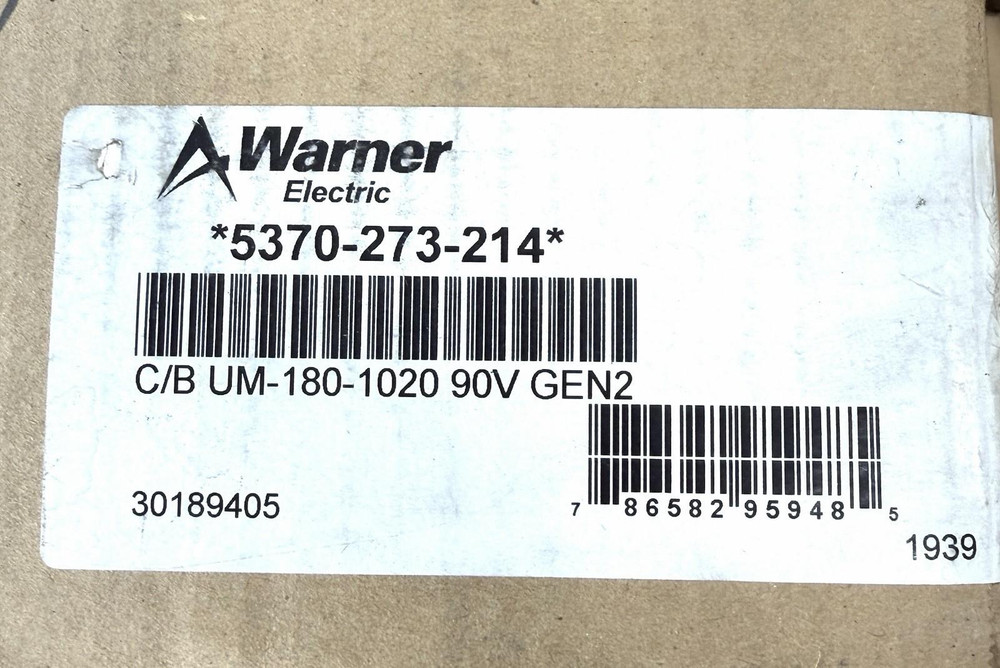 Warner
Electric
*5370-273-214*
C/B UM-180-1020 90V GEN2
30189405
7 86582 95948 5
1939